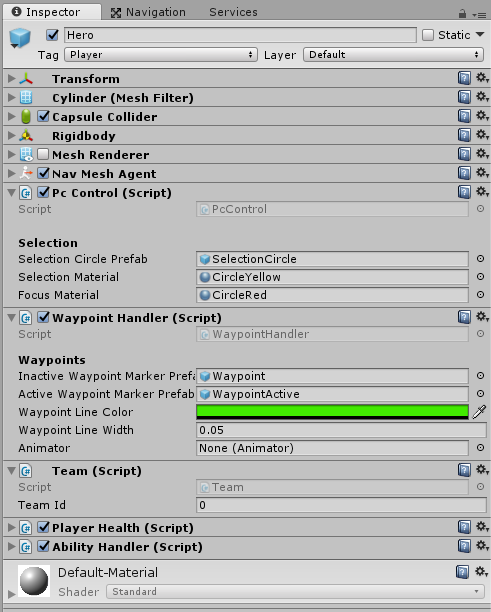 Inspector Navigation Services
Hero Static
Tag Player Layer Default
Transform
Cylinder (Mesh Filter)
Capsule Collider
Rigidbody
Mesh Renderer
Nav Mesh Agent
Pc Control (Script)
Script PcControl
Selection
Selection Circle Prefab SelectionCircle
Selection Material CircleYellow
Focus Material CircleRed
Waypoint Handler (Script)
Script WaypointHandler
Waypoints
Inactive Waypoint Marker Prefa Waypoint
Active Waypoint Marker Prefab WaypointActive
Waypoint Line Color
Waypoint Line Width 0.05
Animator None (Animator)
Team (Script)
Script Team
Team Id 0
Player Health (Script)
Ability Handler (Script)
Default-Material
Shader Standard